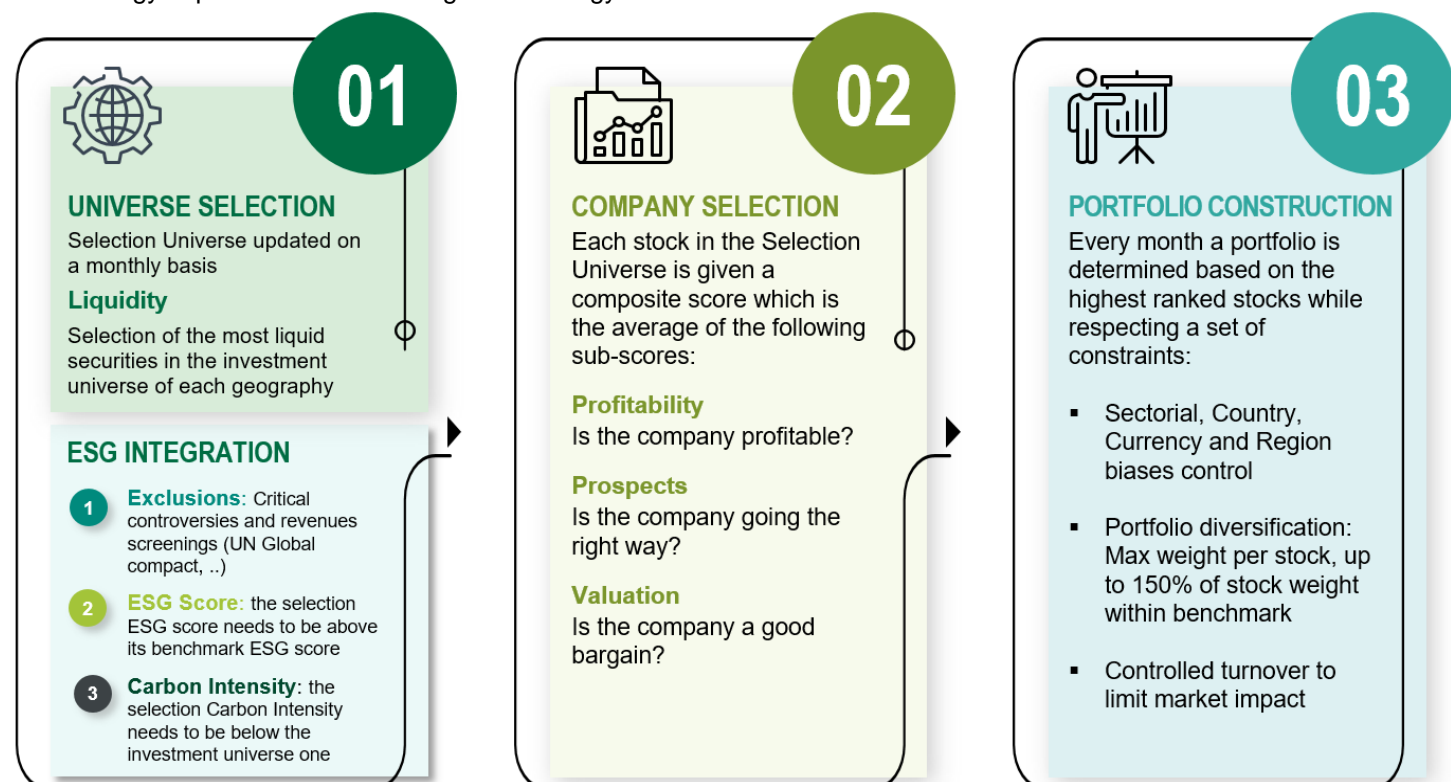 01
UNIVERSE SELECTION
Selection Universe updated on
a monthly basis
Liquidity
Selection of the most liquid
securities in the investment
universe of each geography
ESG INTEGRATION
1
Exclusions: Critical
controversies and revenues
screenings (UN Global
compact, ..)
2
ESG Score: the selection
ESG score needs to be above
its benchmark ESG score
3
Carbon Intensity: the
selection Carbon Intensity
needs to be below the
investment universe one
02
COMPANY SELECTION
Each stock in the Selection
Universe is given a
composite score which is
the average of the following
sub-scores:
Profitability
Is the company profitable?
Prospects
Is the company going the
right way?
Valuation
Is the company a good
bargain?
03
PORTFOLIO CONSTRUCTION
Every month a portfolio is
determined based on the
highest ranked stocks while
respecting a set of
constraints:
▪ Sectorial, Country,
Currency and Region
biases control
▪ Portfolio diversification:
Max weight per stock, up
to 150% of stock weight
within benchmark
▪ Controlled turnover to
limit market impact